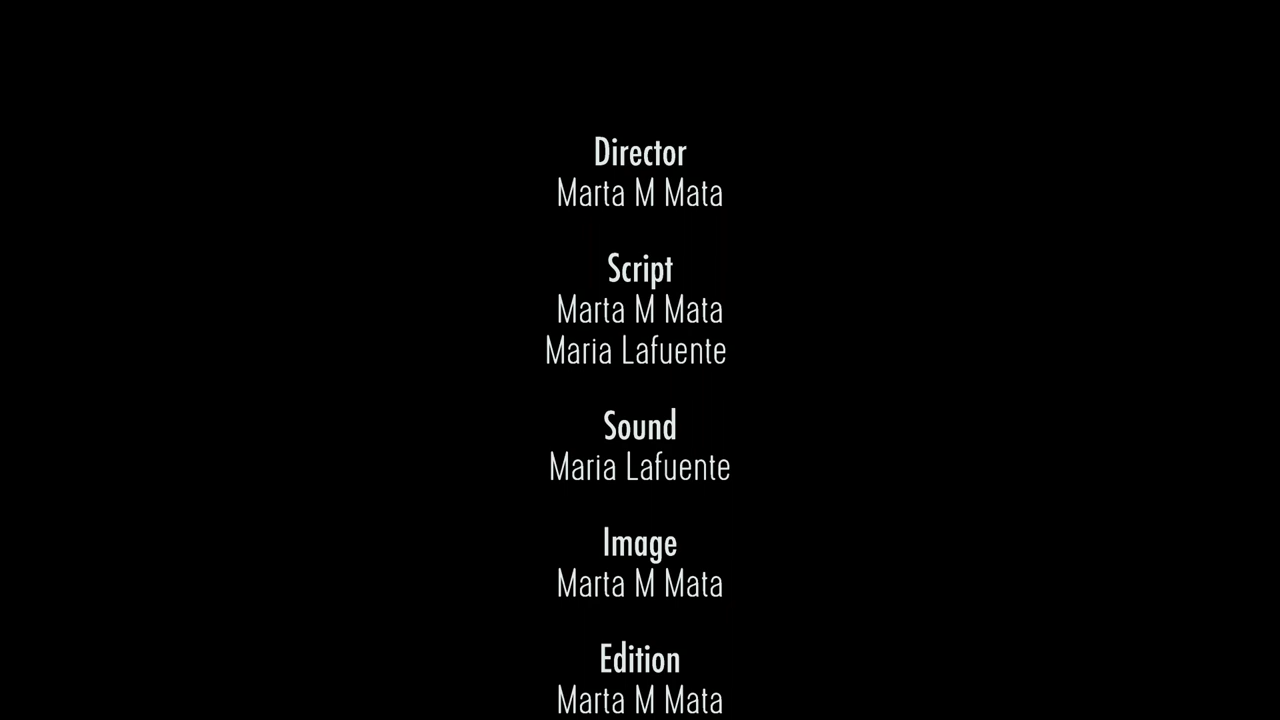 Director
Marta M Mata
Script
Marta M Mata
Maria Lafuente
Sound
Maria Lafuente
Image
Marta M Mata
Edition
Marta M Mata